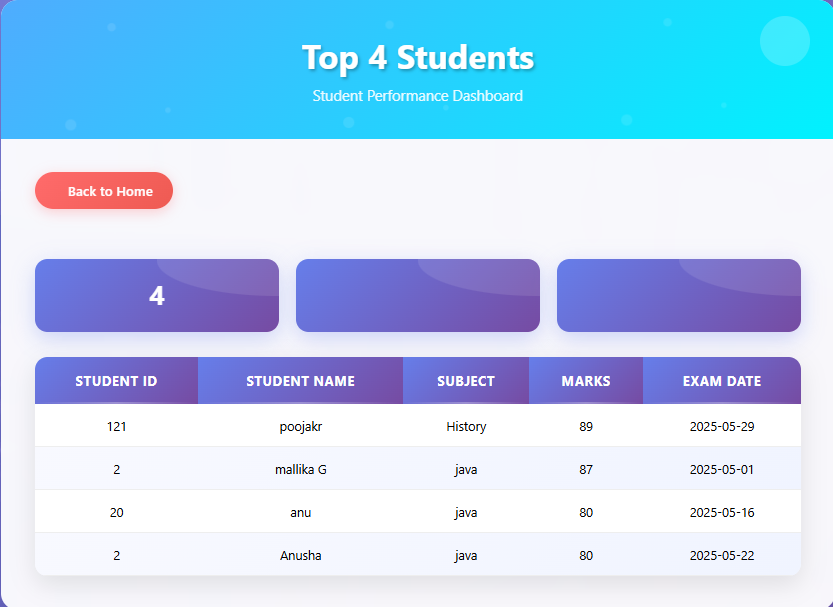 Top 4 Students
Student Performance Dashboard
Back to Home
4
STUDENT ID STUDENT NAME SUBJECT MARKS EXAM DATE
121 poojakr History 89 2025-05-29
2 mallika G java 87 2025-05-01
20 anu java 80 2025-05-16
2 Anusha java 80 2025-05-22